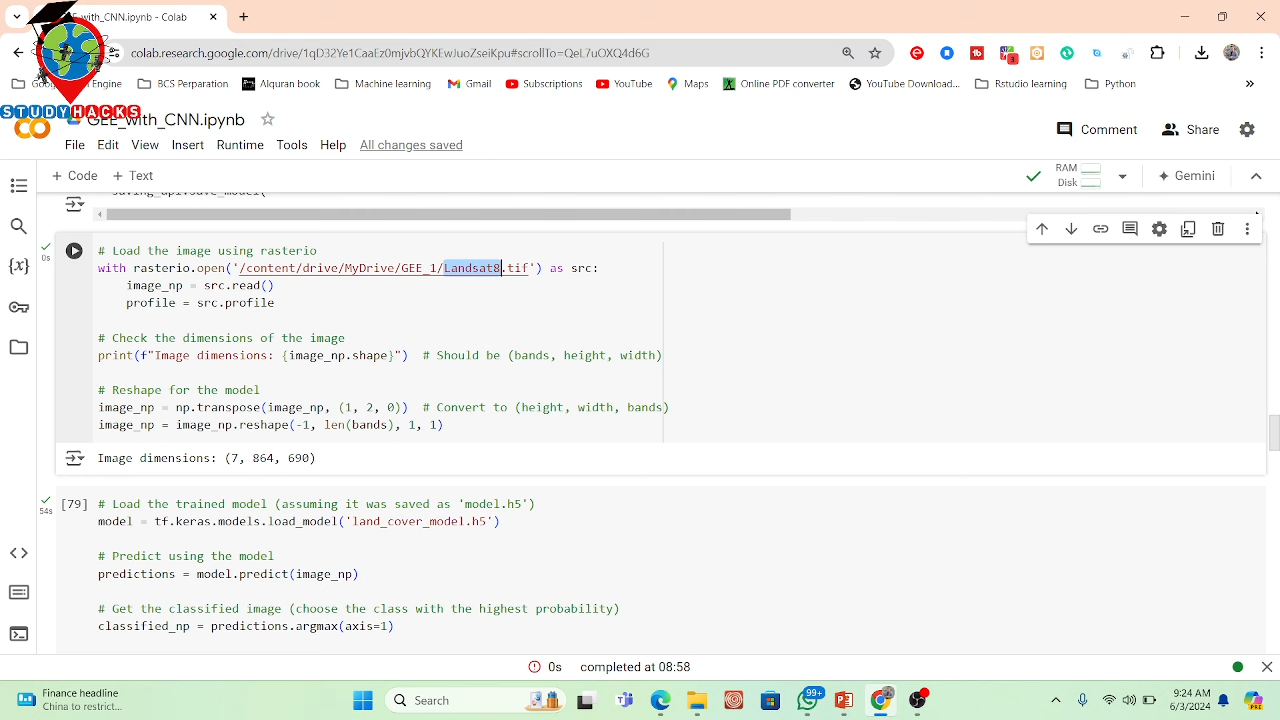 E_with_CNN.ipynb - Colab
colab.research.google.com/drive/1qD32Ye1CaaEz0mjvbQYKEwJuoZseiKpu#scrollTo=QeL7uOXQ4d6G
Engine
BCS Perparation
Alqurankarimbook
Machine learning
Gmail
Subscriptions
YouTube
Maps
Online PDF converter
YouTube Download...
Rstudio learning
Python
STUDYHACKS
GEE_with_CNN.ipynb
File Edit View Insert Runtime Tools Help All changes saved
Comment
Share
+ Code + Text
RAM
Disk
Gemini
saving_api.save_model(
0s
# Load the image using rasterio
with rasterio.open('/content/drive/MyDrive/GEE_1/Landsat8.tif') as src:
image_np = src.read()
profile = src.profile
# Check the dimensions of the image
print(f"Image dimensions: {image_np.shape}") # Should be (bands, height, width)
# Reshape for the model
image_np = np.transpose(image_np, (1, 2, 0)) # Convert to (height, width, bands)
image_np = image_np.reshape(-1, len(bands), 1, 1)
Image dimensions: (7, 864, 690)
54s
[79] # Load the trained model (assuming it was saved as 'model.h5')
model = tf.keras.models.load_model('land_cover_model.h5')
# Predict using the model
predictions = model.predict(image_np)
# Get the classified image (choose the class with the highest probability)
classified_np = predictions.argmax(axis=1)
0s completed at 08:58
Finance headline
China to restrict...
Search
99+
9:24 AM
6/3/2024